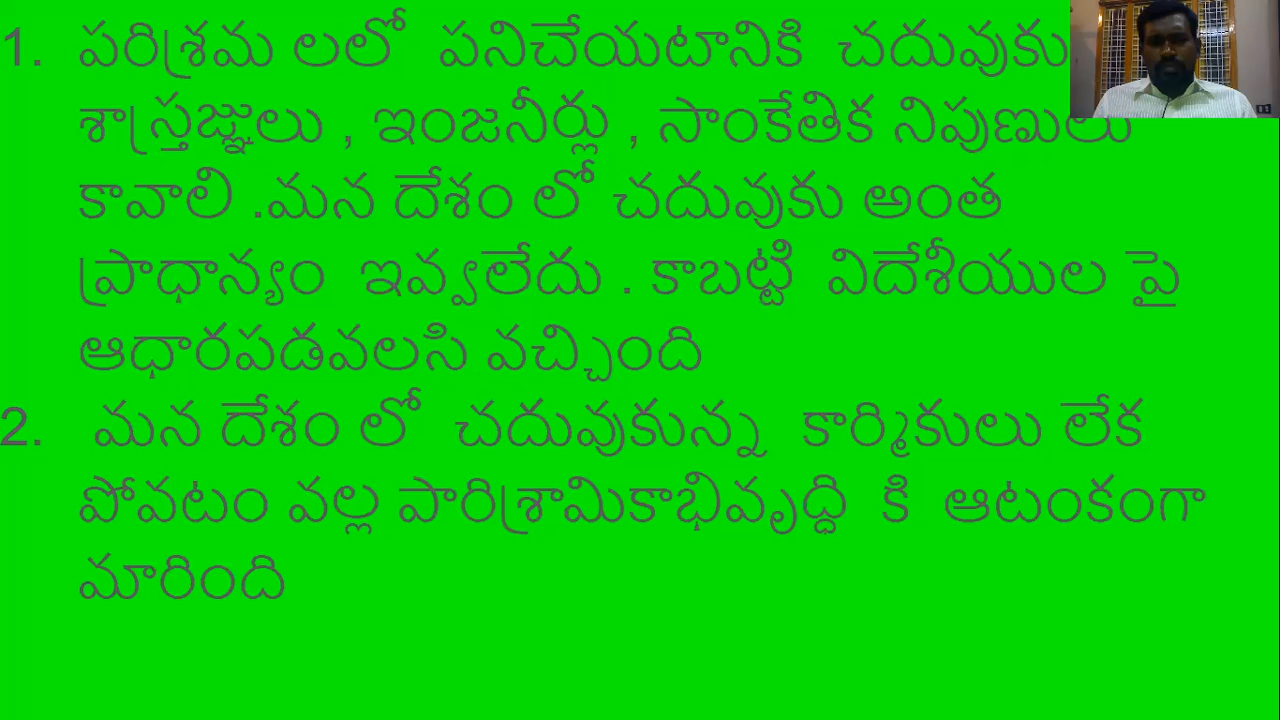 1. పరిశ్రమ లలో పనిచేయటానికి చదువుకు
శాస్త్రజ్ఞులు , ఇంజనీర్లు , సాంకేతిక నిపుణులు
కావాలి .మన దేశం లో చదువుకు అంత
ప్రాధాన్యం ఇవ్వలేదు . కాబట్టి విదేశీయుల పై
ఆధారపడవలసి వచ్చింది
2. మన దేశం లో చదువుకున్న కార్మికులు లేక
పోవటం వల్ల పారిశ్రామికాభివృద్ధి కి ఆటంకంగా
మారింది